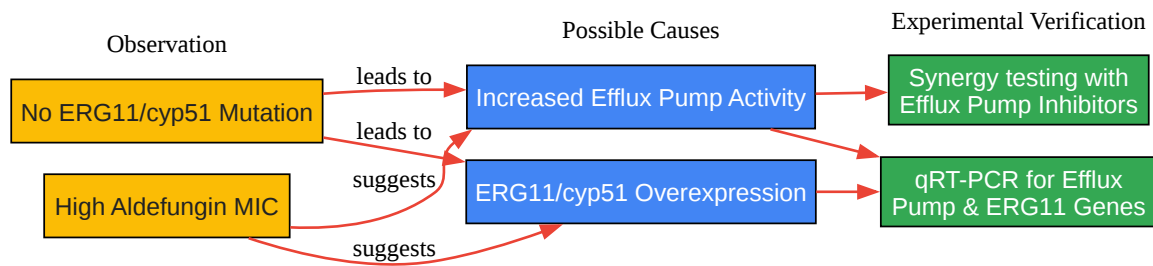 Observation
Possible Causes
Experimental Verification
No ERG11/cyp51 Mutation
leads to
leads to
Increased Efflux Pump Activity
Synergy testing with
Efflux Pump Inhibitors
High Aldefungin MIC
suggests
suggests
ERG11/cyp51 Overexpression
qRT-PCR for Efflux
Pump & ERG11 Genes